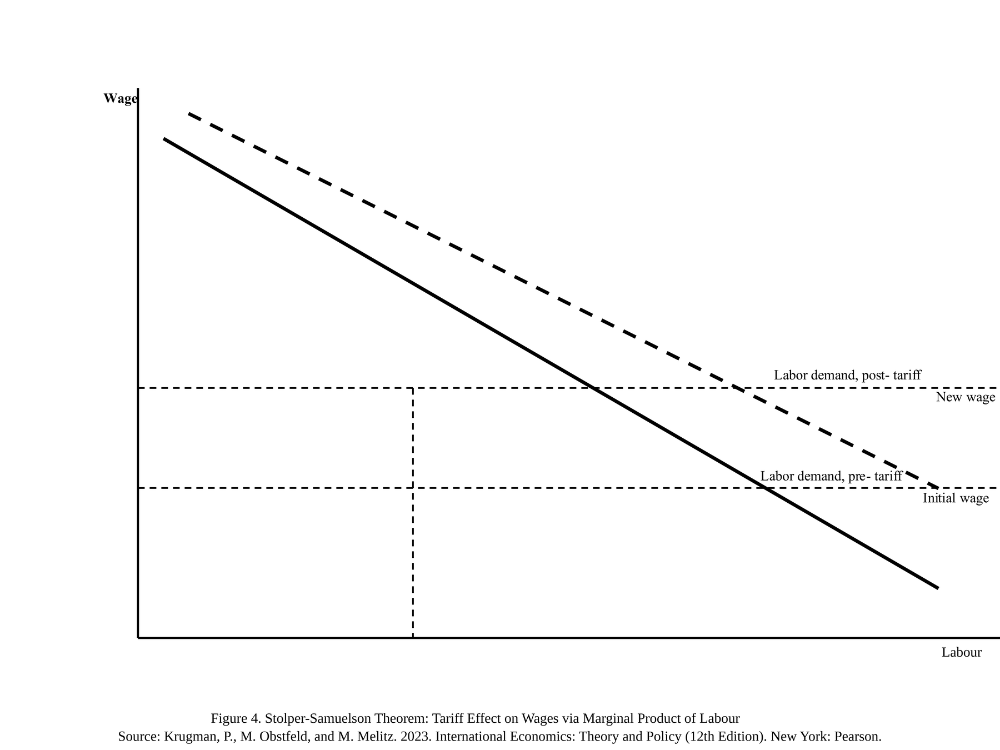 Wage
Labor demand, post- tariff
New wage
Labor demand, pre- tariff
Initial wage
Labour
Figure 4. Stolper-Samuelson Theorem: Tariff Effect on Wages via Marginal Product of Labour
Source: Krugman, P., M. Obstfeld, and M. Melitz. 2023. International Economics: Theory and Policy (12th Edition). New York: Pearson.